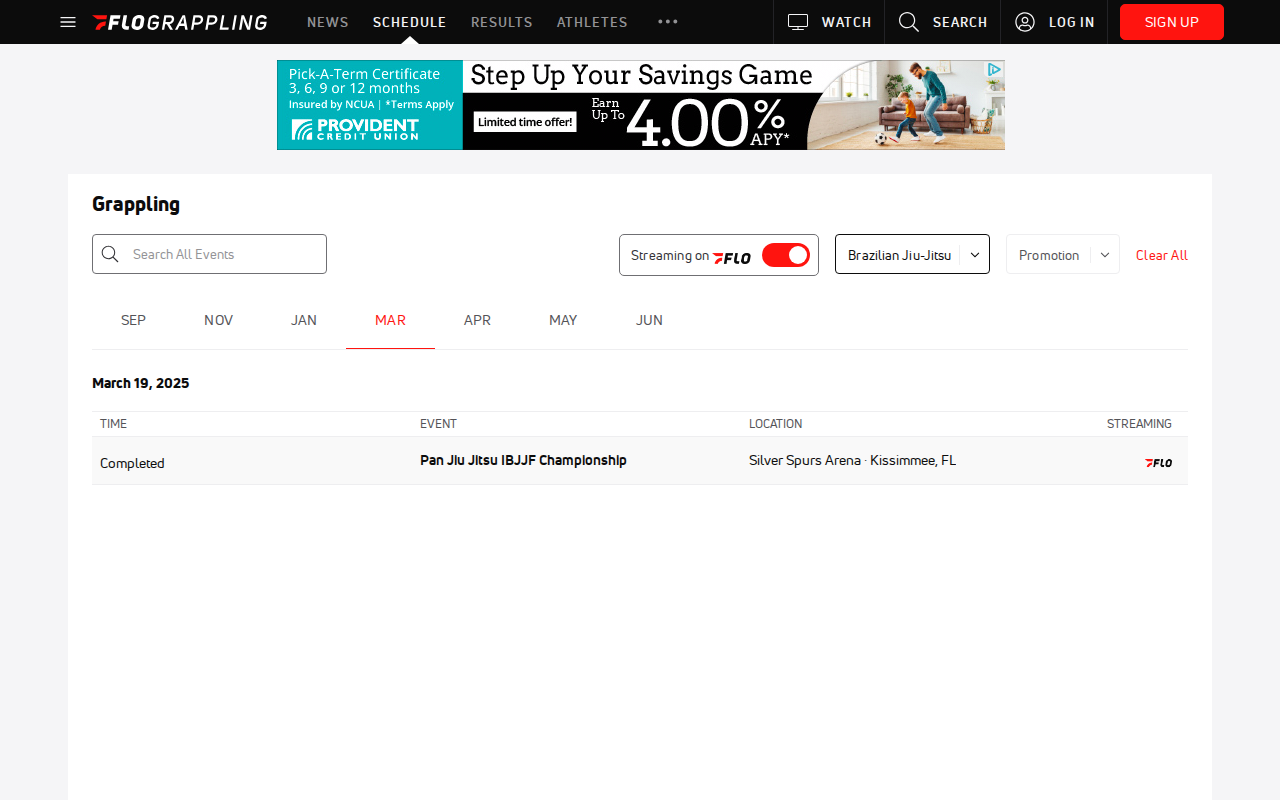 FLOGRAPPLING NEWS SCHEDULE RESULTS ATHLETES WATCH SEARCH LOG IN SIGN UP
Pick-A-Term Certificate
3, 6, 9 or 12 months
Insured by NCUA | *Terms Apply
PROVIDENT
CREDIT UNION
Step Up Your Savings Game
Limited time offer!
Earn
Up To
4.00%
APY*
Grappling
Search All Events
Streaming on FLO
Brazilian Jiu-Jitsu
Promotion
Clear All
SEP NOV JAN MAR APR MAY JUN
March 19, 2025
TIME EVENT LOCATION STREAMING
Completed Pan Jiu Jitsu IBJJF Championship Silver Spurs Arena · Kissimmee, FL FLO